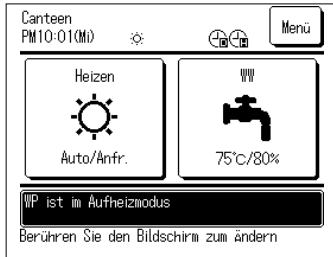 Canteen
PM10:01(Mi)
Menü
Heizen
WW
Auto/Anfr.
75℃/80%
WP ist im Aufheizmodus
Berühren Sie den Bildschirm zum Ändern